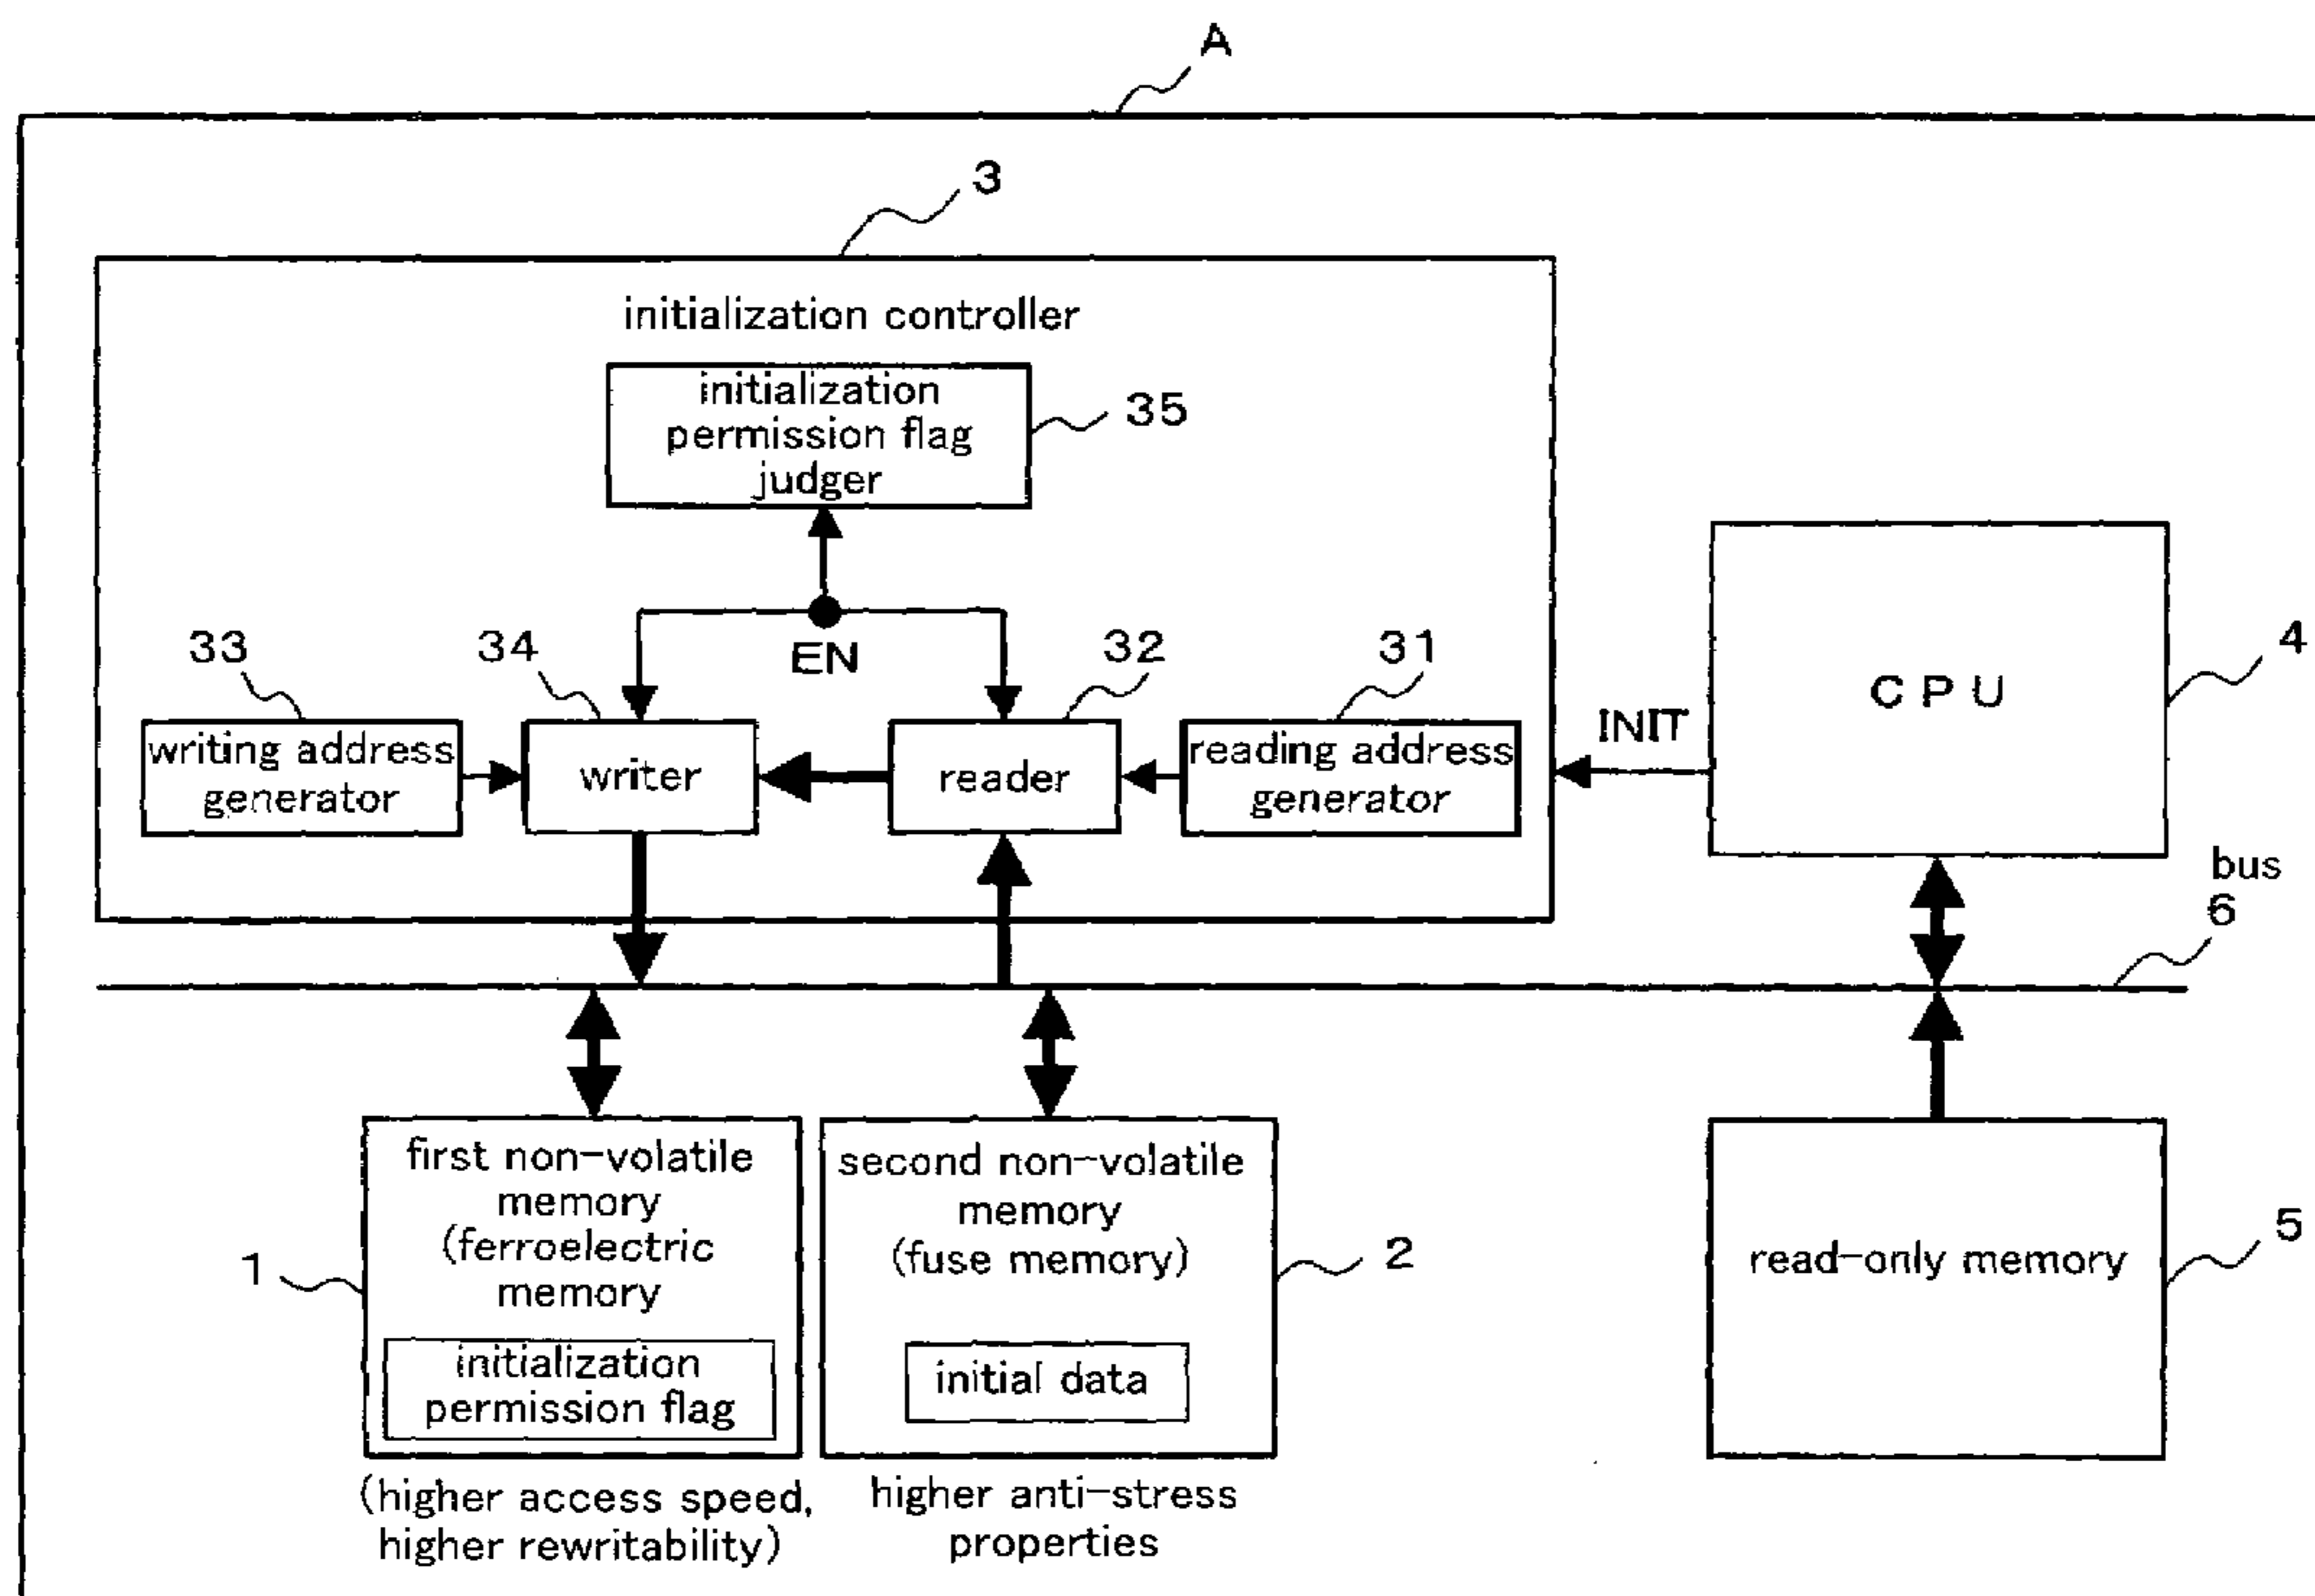 A
3
initialization controller
initialization
permission flag
judger
35
EN
33
34
32
31
writing address
generator
writer
reader
reading address
generator
INIT
CPU
4
bus
6
first non-volatile
memory
(ferroelectric
memory
initialization
permission flag
1
second non-volatile
memory
(fuse memory)
initial data
2
read-only memory
5
(higher access speed,
higher rewritability)
higher anti-stress
properties